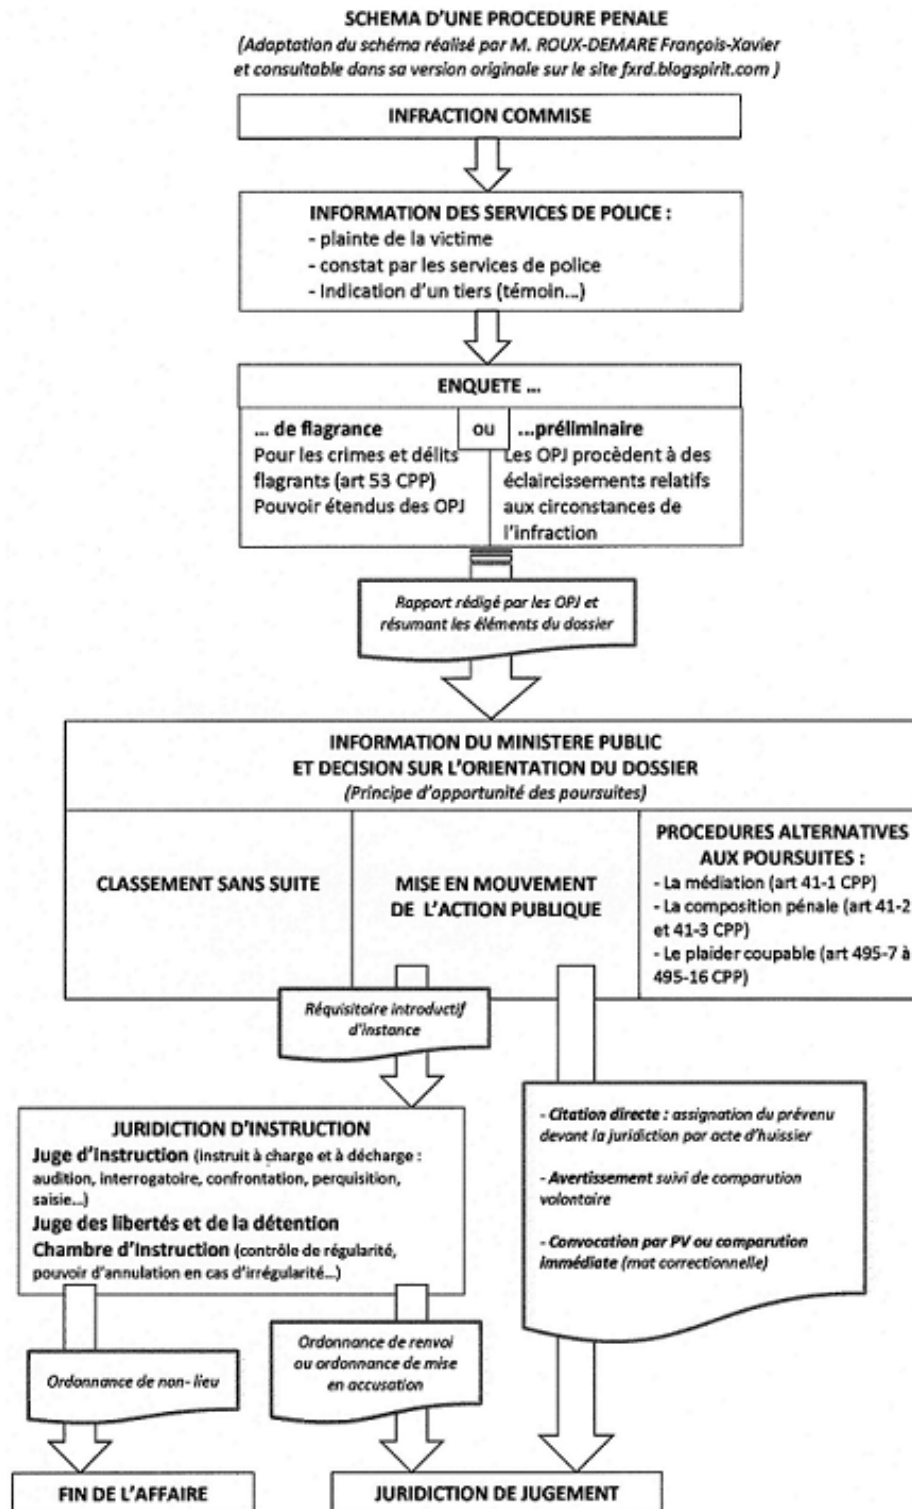 SCHEMA D'UNE PROCEDURE PENALE
(Adaptation du schéma réalisé par M. ROUX-DEMARE François-Xavier
et consultable dans sa version originale sur le site fxrd.blogspirit.com )
INFRACTION COMMISE
INFORMATION DES SERVICES DE POLICE :
- plainte de la victime
- constat par les services de police
- Indication d'un tiers (témoin...)
ENQUETE ...
... de flagrance
Pour les crimes et délits
flagrants (art 53 CPP)
Pouvoir étendus des OPJ
ou
...préliminaire
Les OPJ procèdent à des
éclaircissements relatifs
aux circonstances de
l'infraction
Rapport rédigé par les OPJ et
résumant les éléments du dossier
INFORMATION DU MINISTERE PUBLIC
ET DECISION SUR L'ORIENTATION DU DOSSIER
(Principe d'opportunité des poursuites)
CLASSEMENT SANS SUITE
MISE EN MOUVEMENT
DE L'ACTION PUBLIQUE
PROCEDURES ALTERNATIVES
AUX POURSUITES :
- La médiation (art 41-1 CPP)
- La composition pénale (art 41-2
et 41-3 CPP)
- Le plaider coupable (art 495-7 à
495-16 CPP)
Réquisitoire introductif
d'instance
JURIDICTION D'INSTRUCTION
Juge d'Instruction (instruit à charge et à décharge :
audition, interrogatoire, confrontation, perquisition,
saisie...)
Juge des libertés et de la détention
Chambre d'Instruction (contrôle de régularité,
pouvoir d'annulation en cas d'irrégularité...)
- Citation directe : assignation du prévenu
devant la juridiction par acte d'huissier
- Avertissement suivi de comparution
volontaire
- Convocation par PV ou comparution
immédiate (mat correctionnelle)
Ordonnance de non- lieu
Ordonnance de renvoi
ou ordonnance de mise
en accusation
FIN DE L'AFFAIRE
JURIDICTION DE JUGEMENT